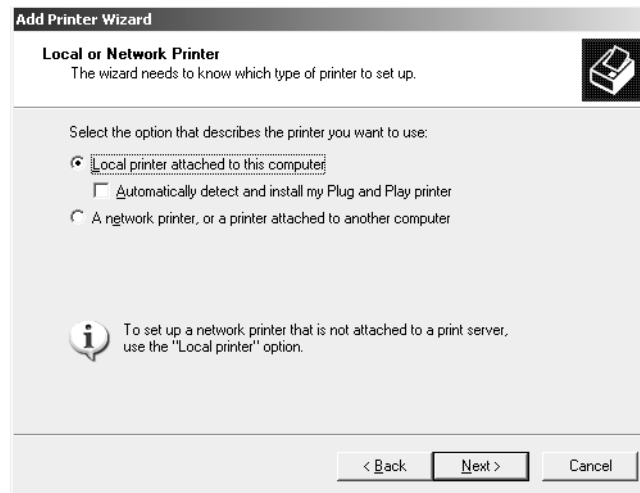 Add Printer Wizard
Local or Network Printer
The wizard needs to know which type of printer to set up.
Select the option that describes the printer you want to use:
Local printer attached to this computer
Automatically detect and install my Plug and Play printer
A network printer, or a printer attached to another computer
To set up a network printer that is not attached to a print server,
use the "Local printer" option.
< Back
Next >
Cancel